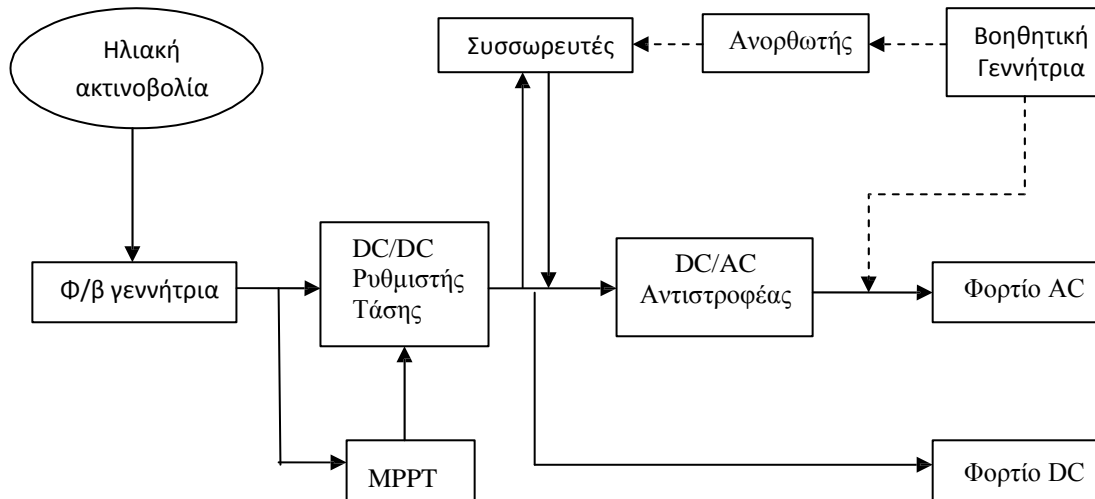 Ηλιακή
ακτινοβολία
Συσσωρευτές
Ανορθωτής
Βοηθητική
Γεννήτρια
Φ/β γεννήτρια
DC/DC
Ρυθμιστής
Τάσης
DC/AC
Αντιστροφέας
Φορτίο AC
MPPT
Φορτίο DC